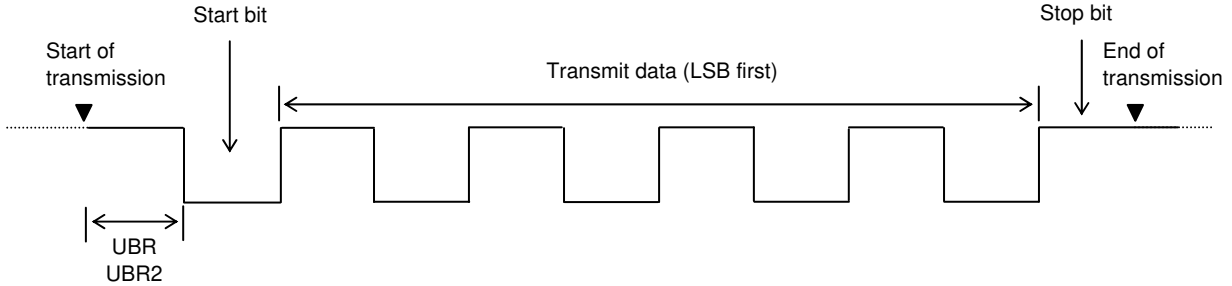 Start bit
Stop bit
Start of
transmission
Transmit data (LSB first)
End of
transmission
UBR
UBR2